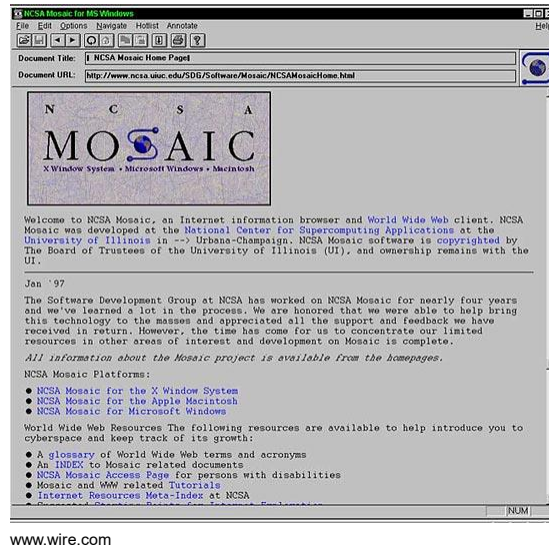 NCSA Mosaic for MS Windows
File Edit Options Navigate Hotlist Annotate Help
Document Title: NCSA Mosaic Home Page
Document URL: http://www.ncsa.uiuc.edu/SDG/Software/Mosaic/NCSAMosaicHome.html
N C S A
MOSAIC
X Window System • Microsoft Windows • Macintosh
Welcome to NCSA Mosaic, an Internet information browser and World Wide Web client. NCSA
Mosaic was developed at the National Center for Supercomputing Applications at the
University of Illinois in --> Urbana-Champaign. NCSA Mosaic software is copyrighted by
The Board of Trustees of the University of Illinois (UI), and ownership remains with the
UI.
Jan '97
The Software Development Group at NCSA has worked on NCSA Mosaic for nearly four years
and we've learned a lot in the process. We are honored that we were able to help bring
this technology to the masses and appreciated all the support and feedback we have
received in return. However, the time has come for us to concentrate our limited
resources in other areas of interest and development on Mosaic is complete.
All information about the Mosaic project is available from the homepages.
NCSA Mosaic Platforms:
● NCSA Mosaic for the X Window System
● NCSA Mosaic for the Apple Macintosh
● NCSA Mosaic for Microsoft Windows
World Wide Web Resources The following resources are available to help introduce you to
cyberspace and keep track of its growth:
● A glossary of World Wide Web terms and acronyms
● An INDEX to Mosaic related documents
● NCSA Mosaic Access Page for persons with disabilities
● Mosaic and WWW related Tutorials
● Internet Resources Meta-Index at NCSA
NUM
www.wire.com